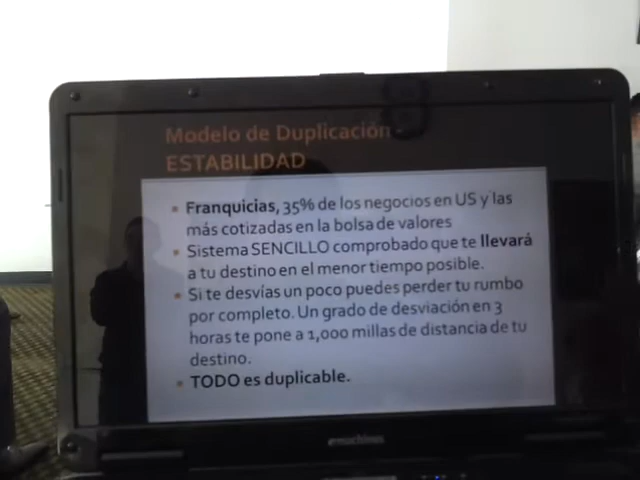 Modelo de Duplicación
ESTABILIDAD
Franquicias, 35% de los negocios en US y las
más cotizadas en la bolsa de valores
Sistema SENCILLO comprobado que te llevará
a tu destino en el menor tiempo posible.
Si te desvías un poco puedes perder tu rumbo
por completo. Un grado de desviación en 3
horas te pone a 1,000 millas de distancia de tu
destino.
TODO es duplicable.
emachines